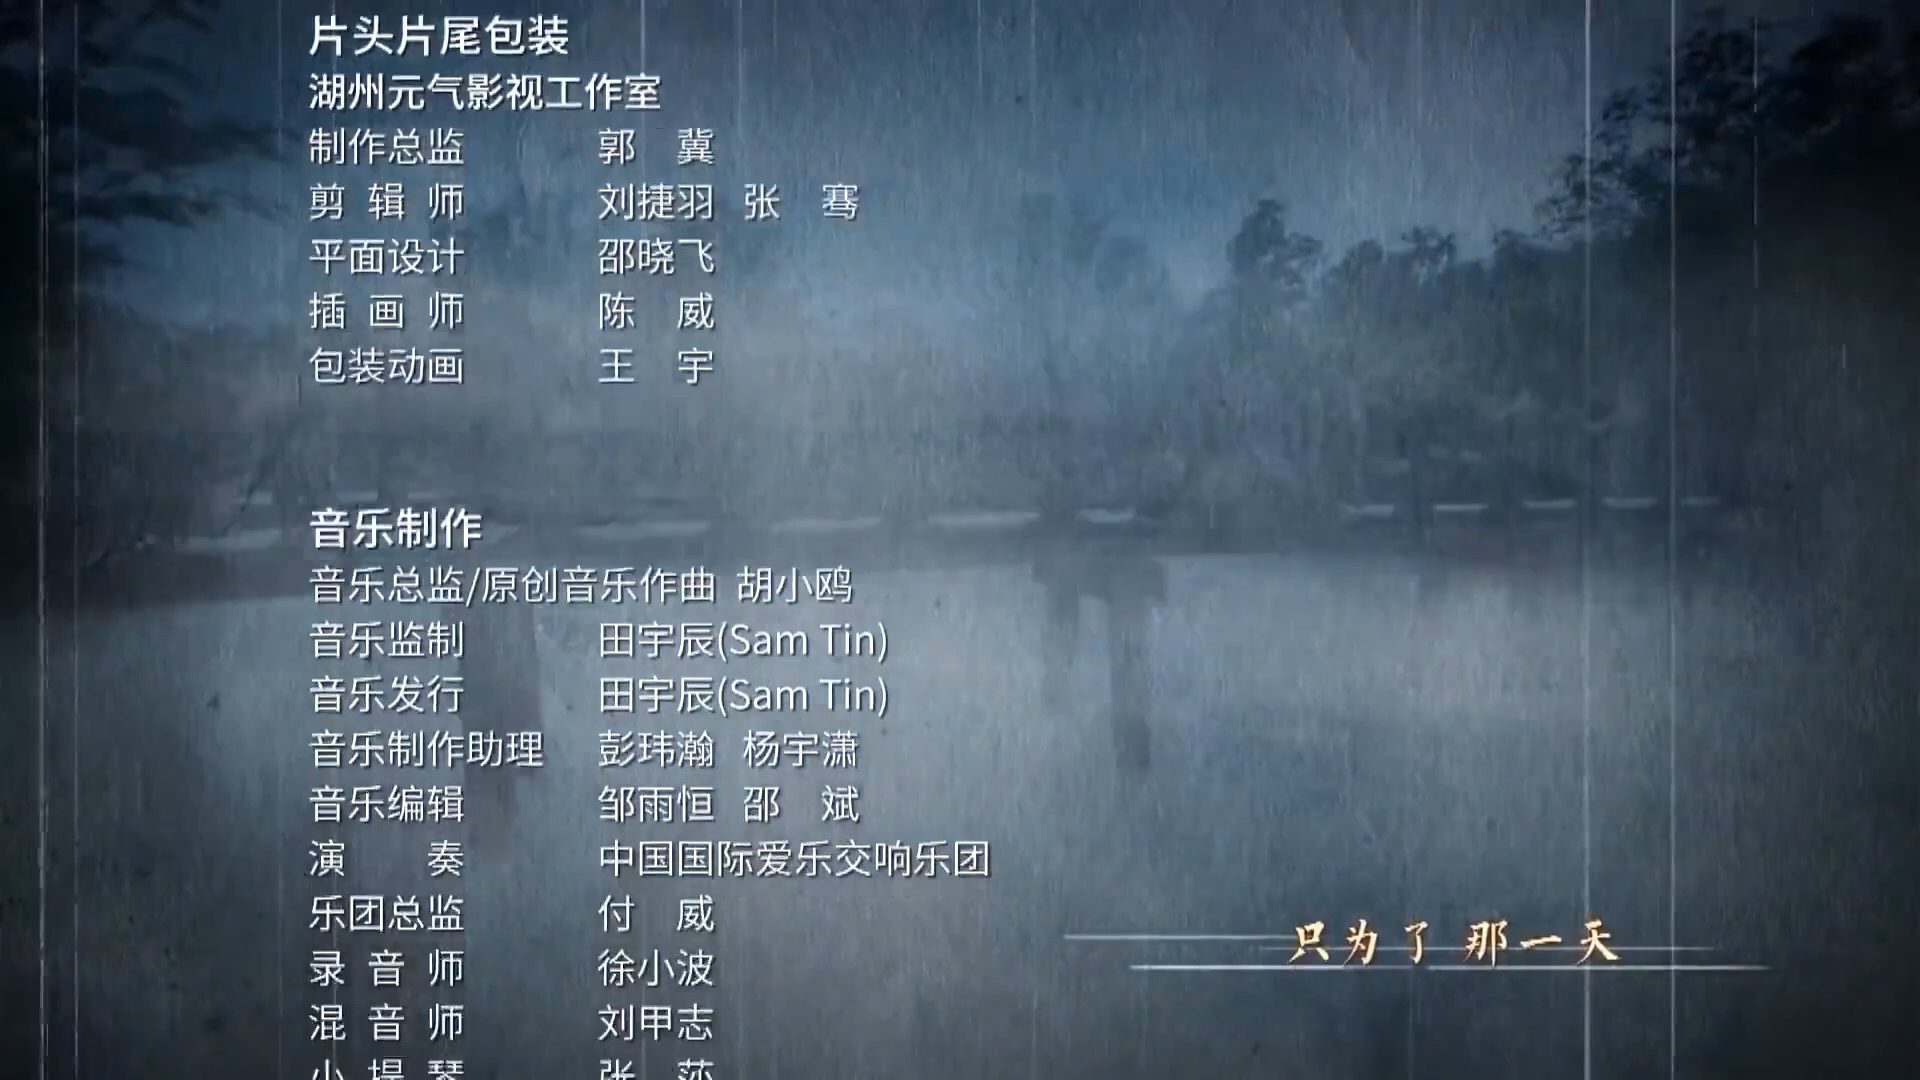 片头片尾包装
湖州元气影视工作室
制作总监 郭 冀
剪辑师 刘捷羽 张 骞
平面设计 邵晓飞
插画师 陈 威
包装动画 王 宇
音乐制作
音乐总监/原创音乐作曲 胡小鸥
音乐监制 田宇辰(Sam Tin)
音乐发行 田宇辰(Sam Tin)
音乐制作助理 彭玮瀚 杨宇潇
音乐编辑 邹雨恒 邵 斌
演奏 中国国际爱乐交响乐团
乐团总监 付 威
录音师 徐小波
混音师 刘甲志
小提琴 张 莎
只为了 那一天